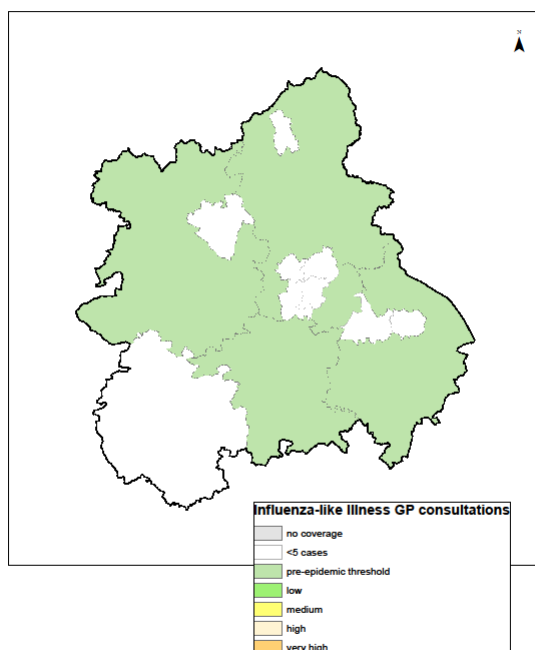 N
Influenza-like Illness GP consultations
no coverage
<5 cases
pre-epidemic threshold
low
medium
high
very high